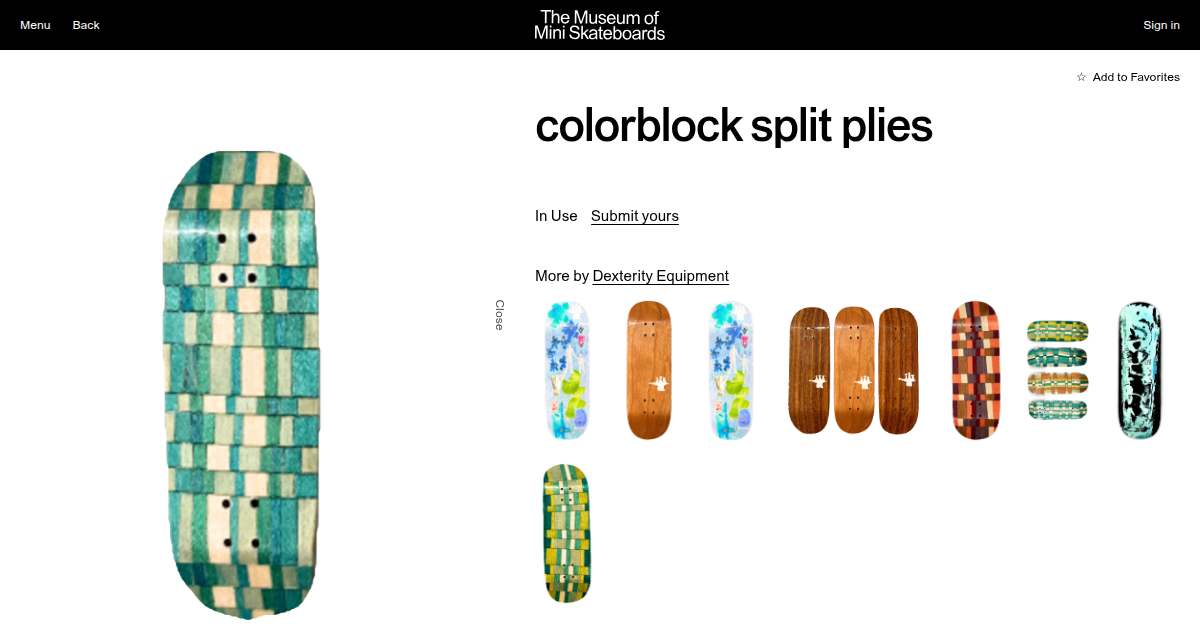 Menu
Back
The Museum of
Mini Skateboards
Sign in
☆ Add to Favorites
colorblock split plies
In Use Submit yours
More by Dexterity Equipment
Close